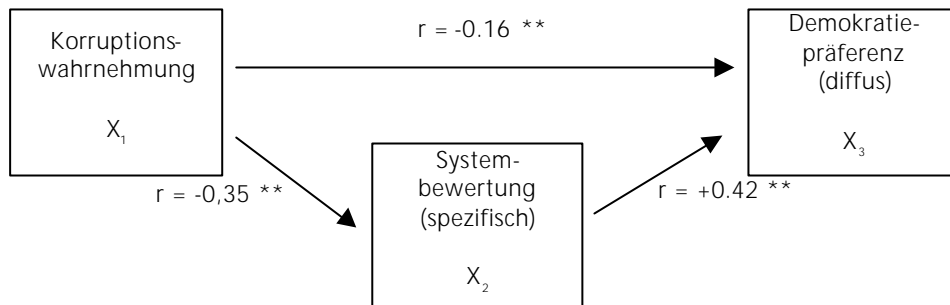 Korruptions-
wahrnehmung
X₁
r = -0.16 **
Demokratie-
präferenz
(diffus)
X₃
r = -0,35 **
System-
bewertung
(spezifisch)
X₂
r = +0.42 **